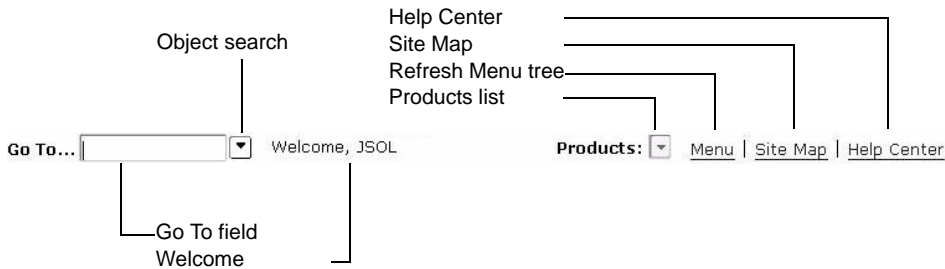 Help Center
Object search
Site Map
Refresh Menu tree
Products list
Go To... Welcome, JSOL Products: Menu | Site Map | Help Center
Go To field
Welcome